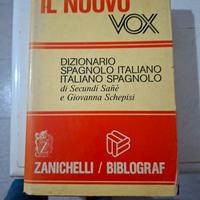 IL NUOVO
VOX
DIZIONARIO
SPAGNOLO ITALIANO
ITALIANO SPAGNOLO
di Secundí Sañé
e Giovanna Schepisi
ZANICHELLI / BIBLOGRAF